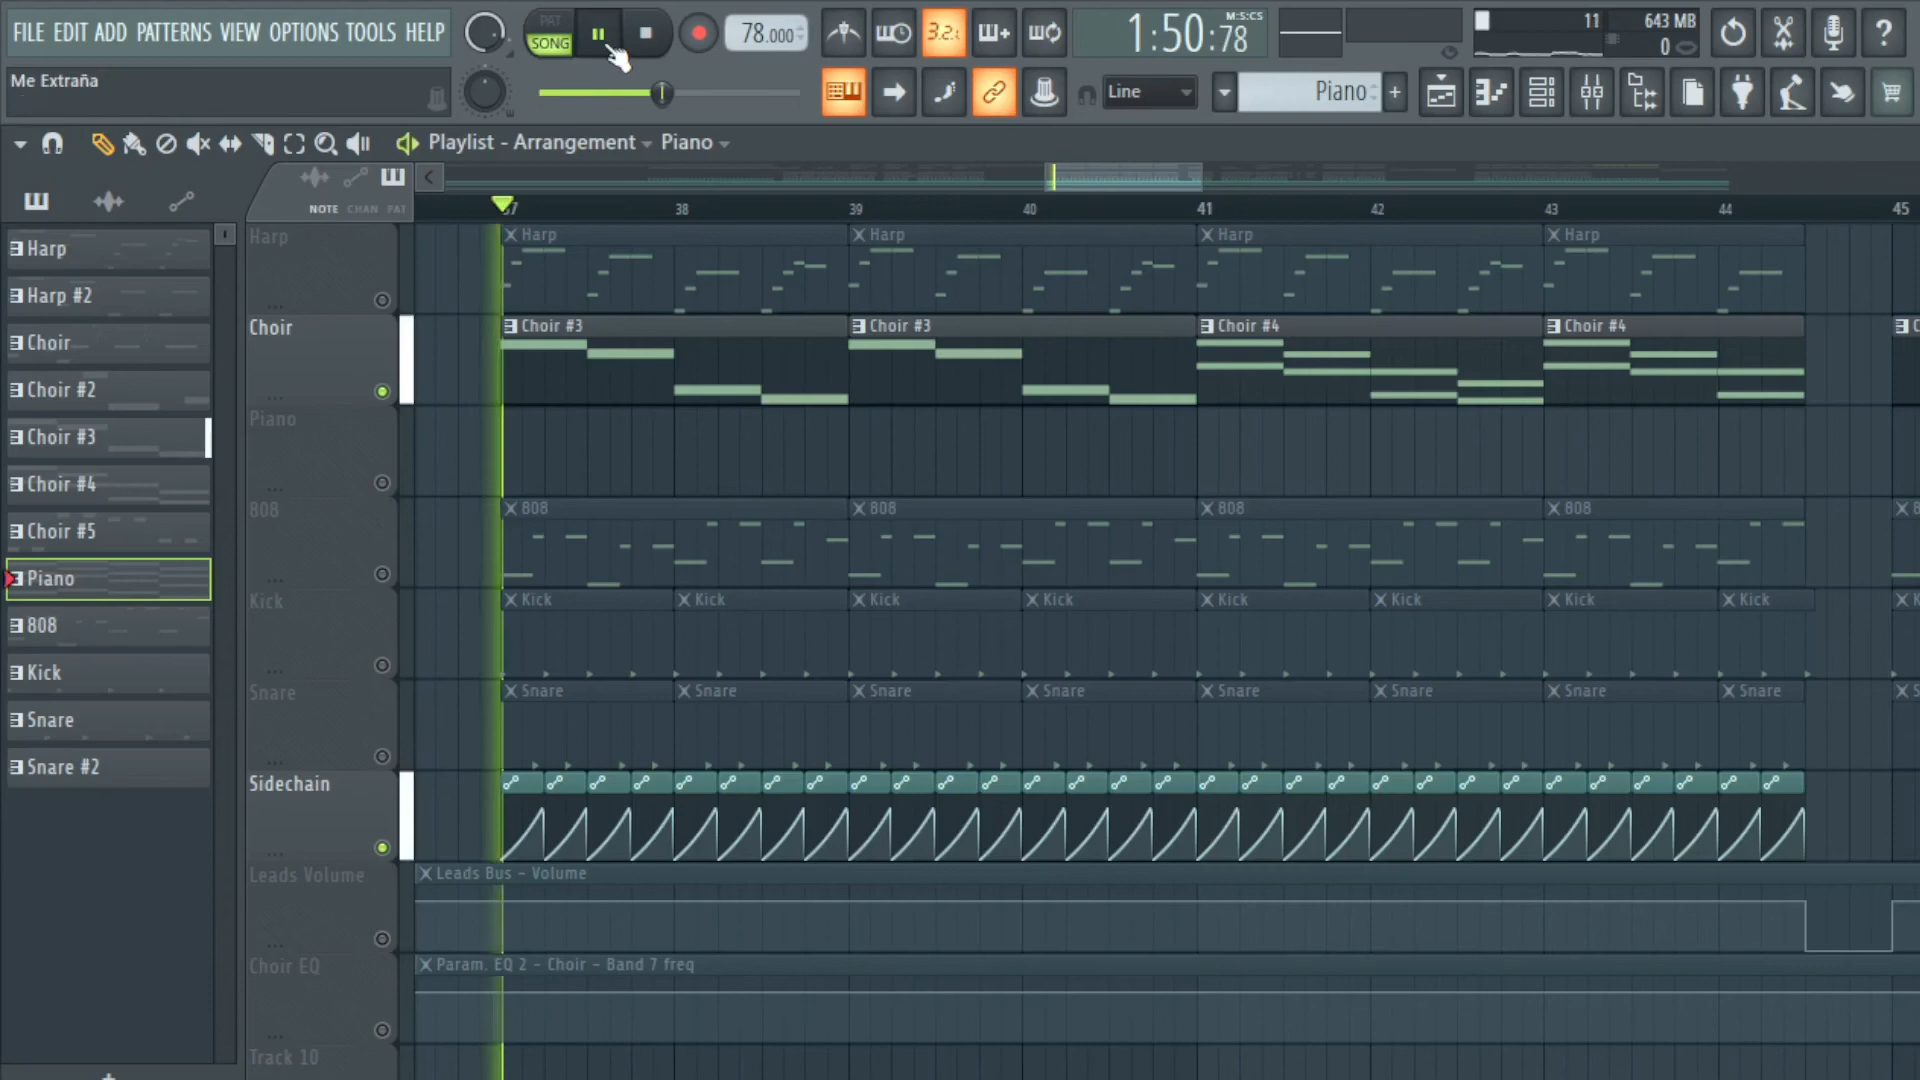 FILE EDIT ADD PATTERNS VIEW OPTIONS TOOLS HELP
PAT
SONG
78.000
3.2.
1:50:78
M:S:CS
11
643 MB
0
Me Extraña
Line
Piano
Playlist - Arrangement
Piano
NOTE CHAN PAT
37 38 39 40 41 42 43 44 45
Harp
Harp #2
Choir
Choir #2
Choir #3
Choir #4
Choir #5
Piano
808
Kick
Snare
Snare #2
Harp
Harp Harp Harp Harp
Choir
Choir #3 Choir #3 Choir #4 Choir #4
Piano
808
808 808 808 808
Kick
Kick Kick Kick Kick Kick Kick Kick Kick
Snare
Snare Snare Snare Snare Snare Snare Snare Snare
Sidechain
Leads Volume
Leads Bus - Volume
Choir EQ
Param. EQ 2 - Choir - Band 7 freq
Track 10